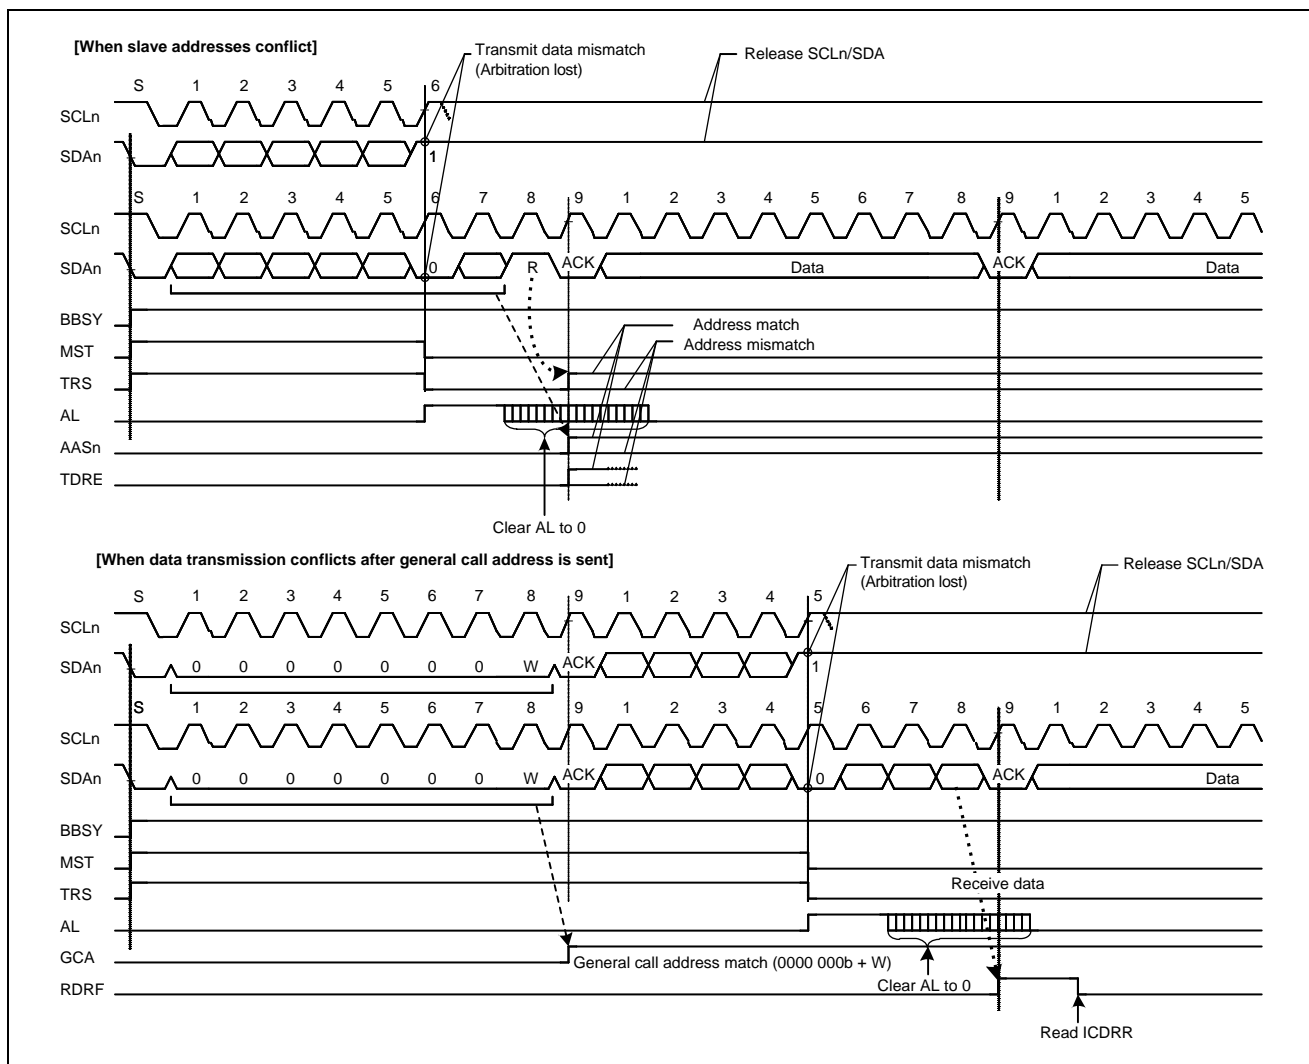 [When slave addresses conflict]
Transmit data mismatch
(Arbitration lost)
Release SCLn/SDA
S 1 2 3 4 5 6
SCLn
SDAn 1
S 1 2 3 4 5 6 7 8 9 1 2 3 4 5 6 7 8 9 1 2 3 4 5
SCLn
SDAn 0 R ACK Data ACK Data
BBSY
Address match
MST
Address mismatch
TRS
AL
AASn
TDRE
Clear AL to 0
[When data transmission conflicts after general call address is sent]
Transmit data mismatch
(Arbitration lost)
Release SCLn/SDA
S 1 2 3 4 5 6 7 8 9 1 2 3 4 5
SCLn
SDAn 0 0 0 0 0 0 0 W ACK 1
S 1 2 3 4 5 6 7 8 9 1 2 3 4 5 6 7 8 9 1 2 3 4 5
SCLn
SDAn 0 0 0 0 0 0 0 W ACK 0 ACK Data
BBSY
MST
TRS
Receive data
AL
GCA
General call address match (0000 000b + W)
Clear AL to 0
RDRF
Read ICDRR